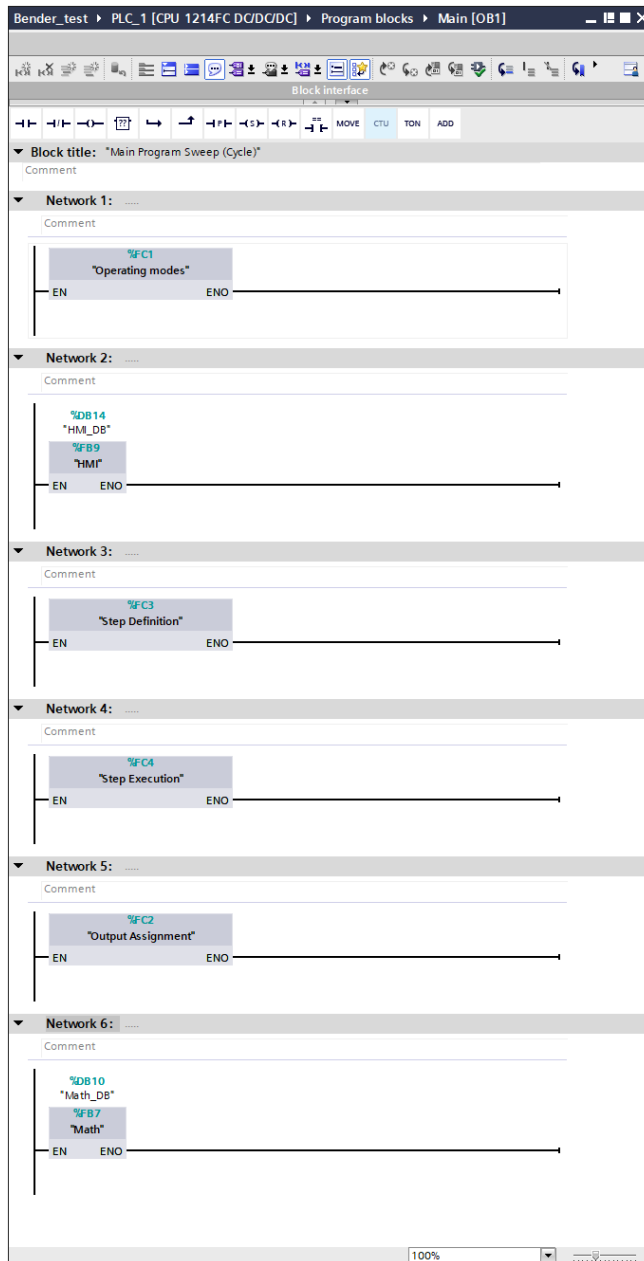 Bender_test ▸ PLC_1 [CPU 1214FC DC/DC/DC] ▸ Program blocks ▸ Main [OB1]
Block interface
?? MOVE CTU TON ADD
Block title: "Main Program Sweep (Cycle)"
Comment
Network 1: .....
Comment
%FC1
"Operating modes"
EN ENO
Network 2: .....
Comment
%DB14
"HMI_DB"
%FB9
"HMI"
EN ENO
Network 3: .....
Comment
%FC3
"Step Definition"
EN ENO
Network 4: .....
Comment
%FC4
"Step Execution"
EN ENO
Network 5: .....
Comment
%FC2
"Output Assignment"
EN ENO
Network 6: .....
Comment
%DB10
"Math_DB"
%FB7
"Math"
EN ENO
100%